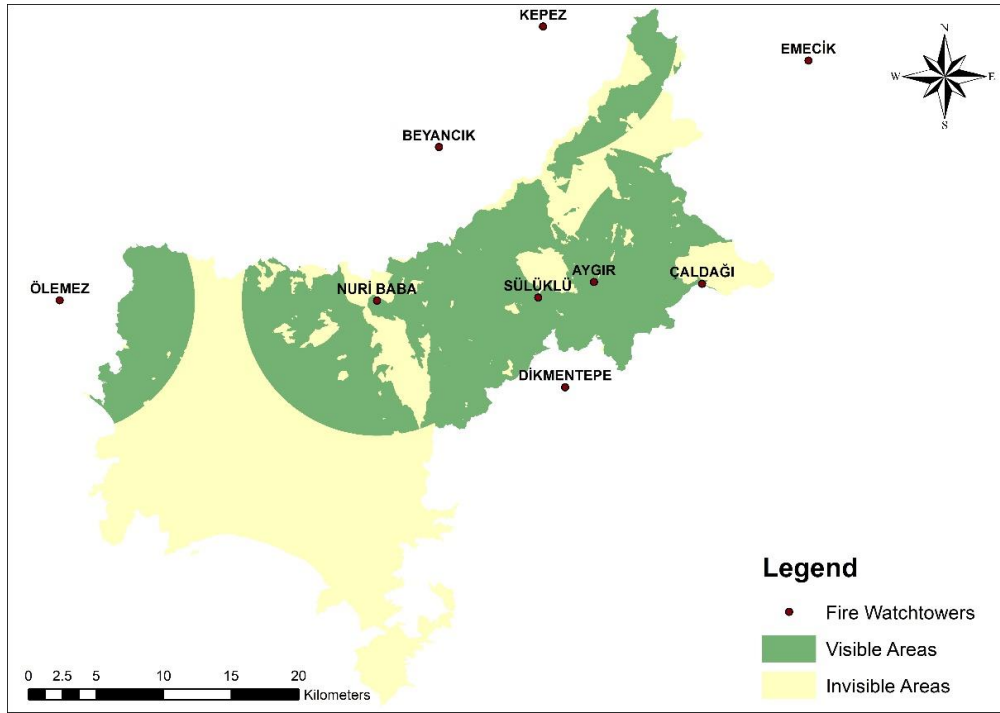 KEPEZ
EMECİK
N
W E
S
BEYANCIK
ÖLEMEZ
NURİ BABA
SÜLÜKLÜ
AYGIR
ÇALDAĞI
DİKMENTEPE
Legend
Fire Watchtowers
Visible Areas
Invisible Areas
0 2.5 5 10 15 20
Kilometers